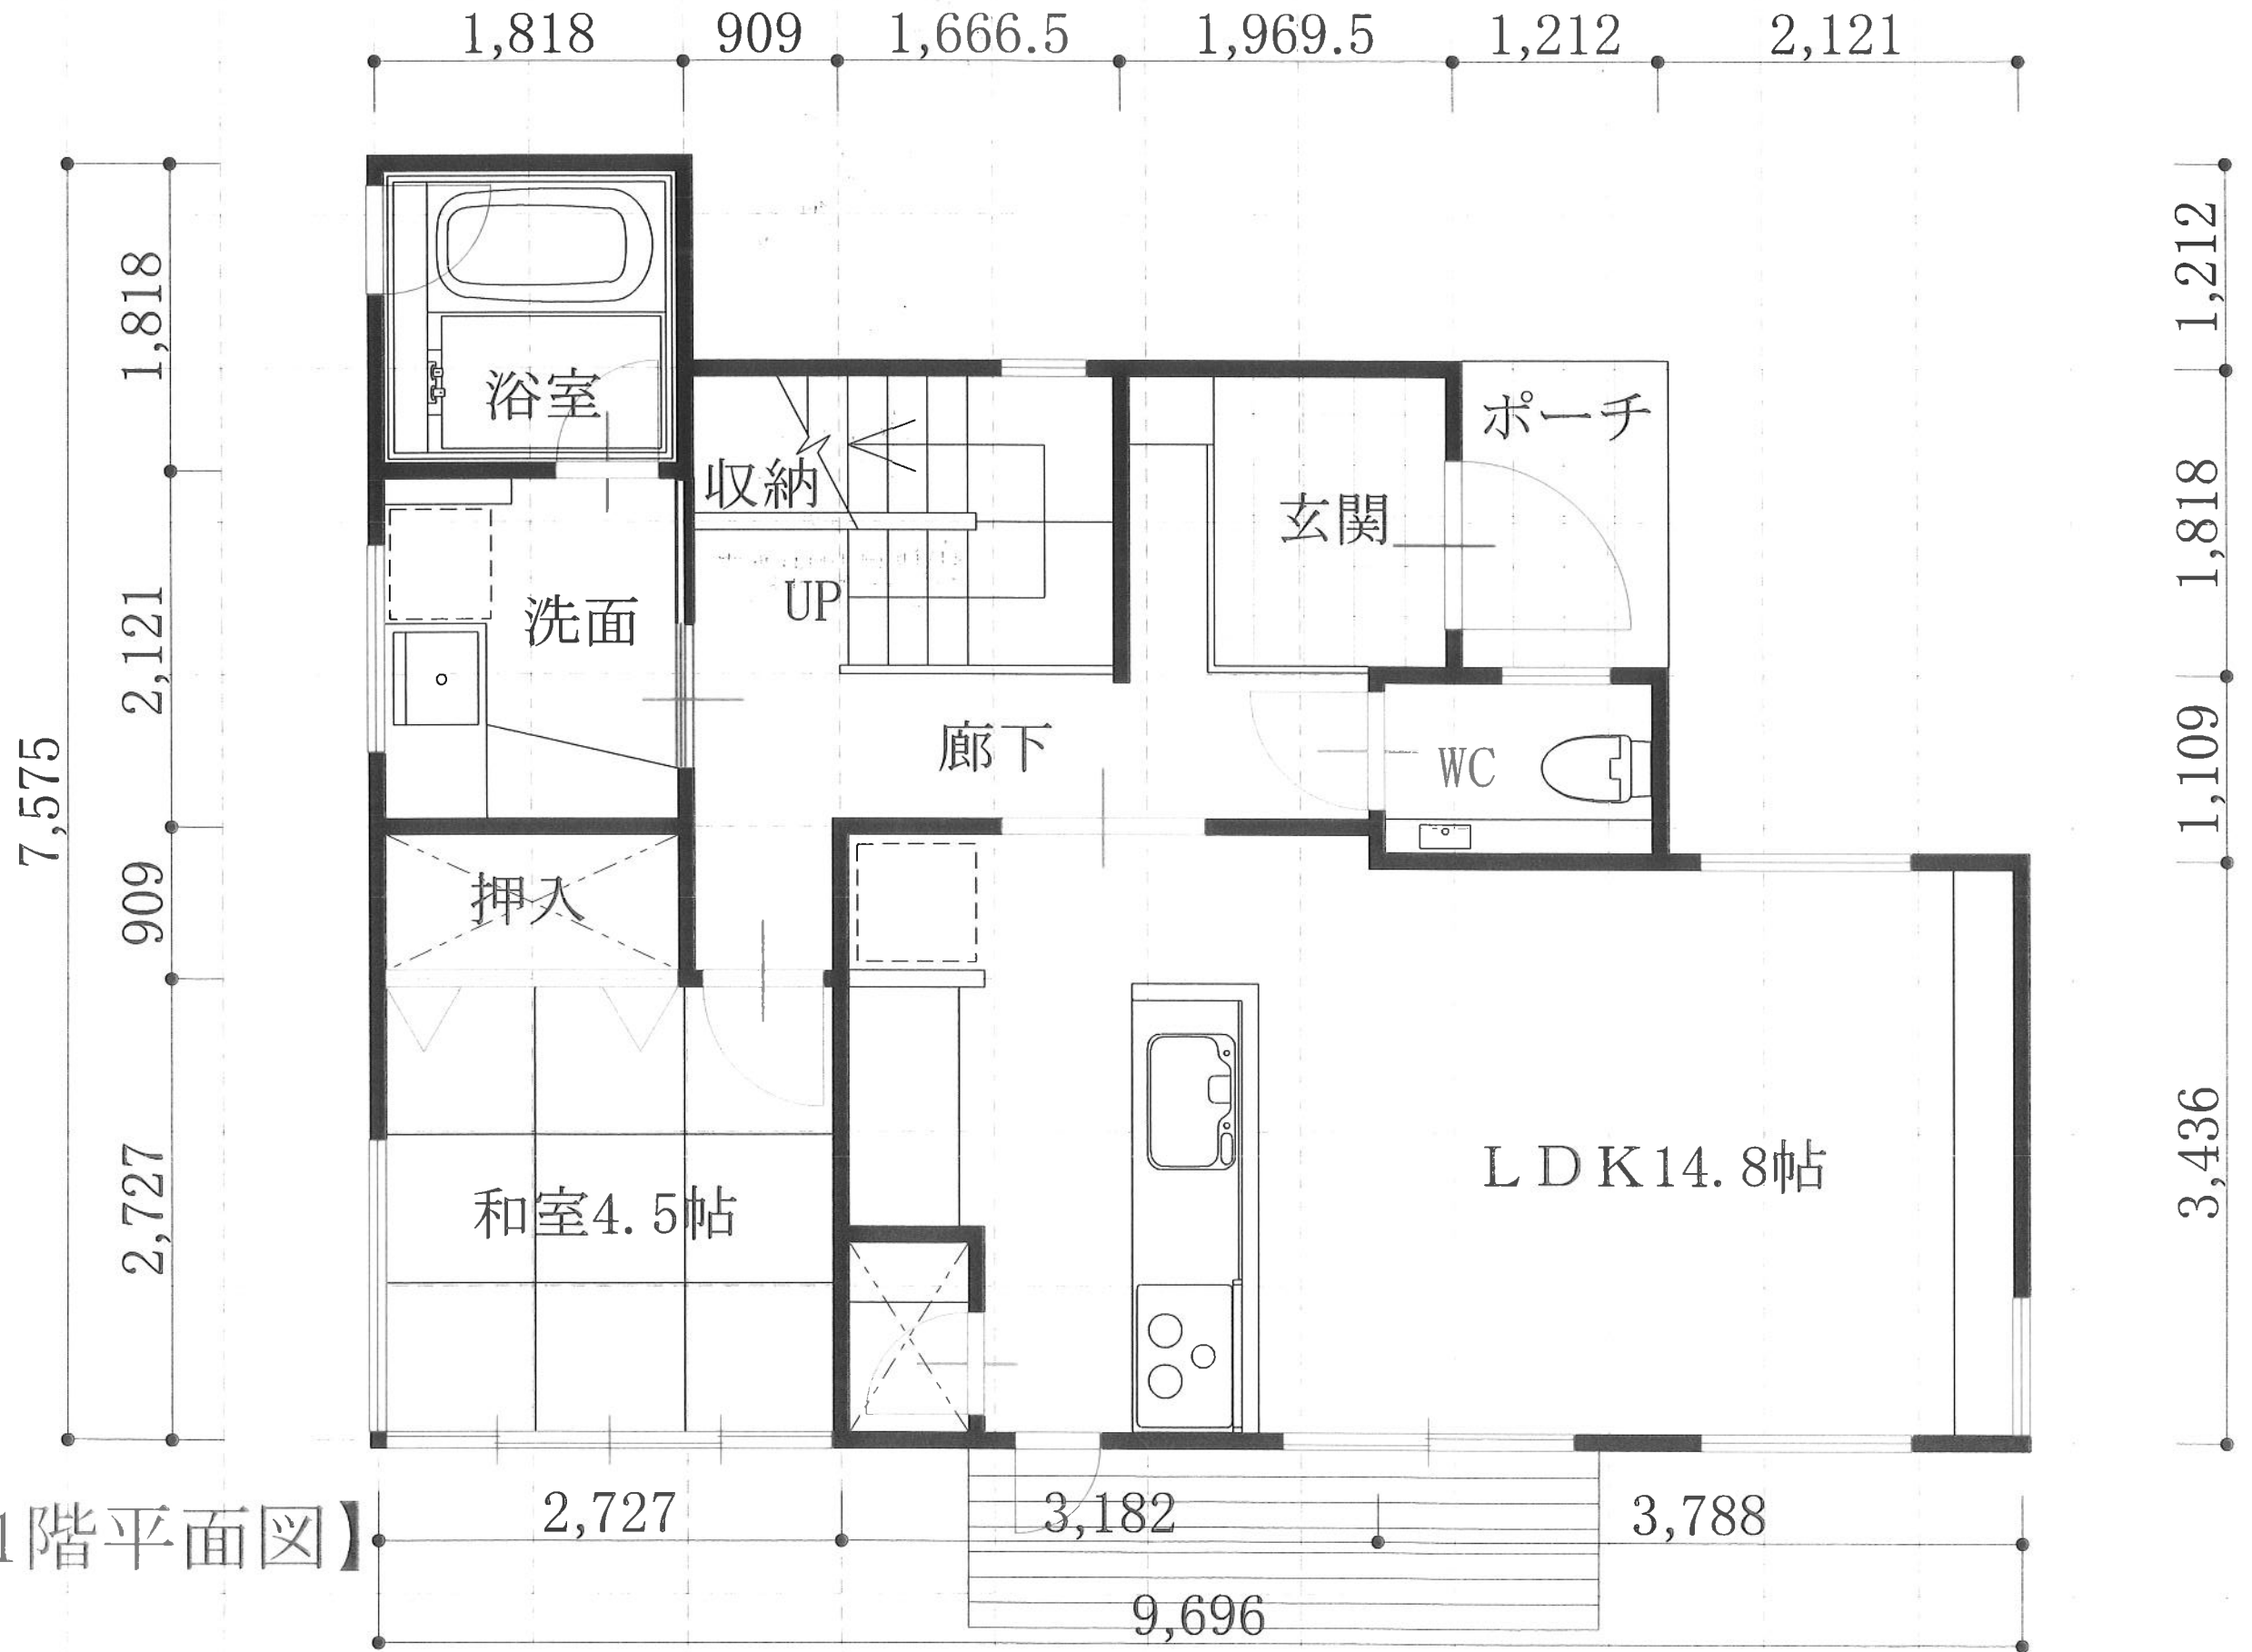 1,818 909 1,666.5 1,969.5 1,212 2,121
7,575
1,818
2,121
909
2,727
1,212
1,818
1,109
3,436
浴室
ポーチ
収納
玄関
UP
洗面
廊下
WC
押入
LDK14.8帖
和室4.5帖
2,727 3,182 3,788
1階平面図】
9,696